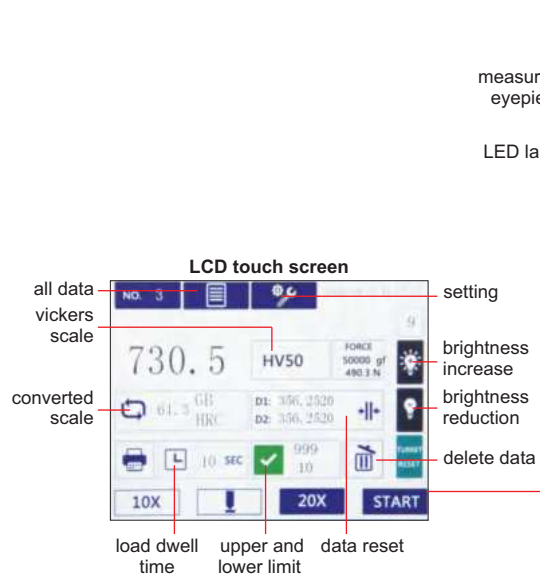 measur
eyepie
LED la
LCD touch screen
all data
NO. 3
setting
vickers
scale
9
730.5
HV50
FORCE
50000 gf
490.3 N
brightness
increase
converted
scale
61.5
GB
HRC
D1: 356.2520
D2: 356.2520
brightness
reduction
10 SEC
999
10
TURRET
RESET
delete data
10X
20X
START
load dwell
time
upper and
lower limit
data reset